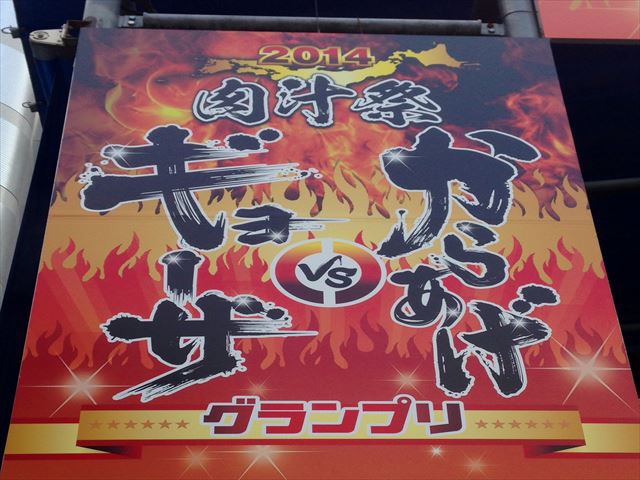 2014
肉汁祭
からあげ
VS
ギョーザ
グランプリ